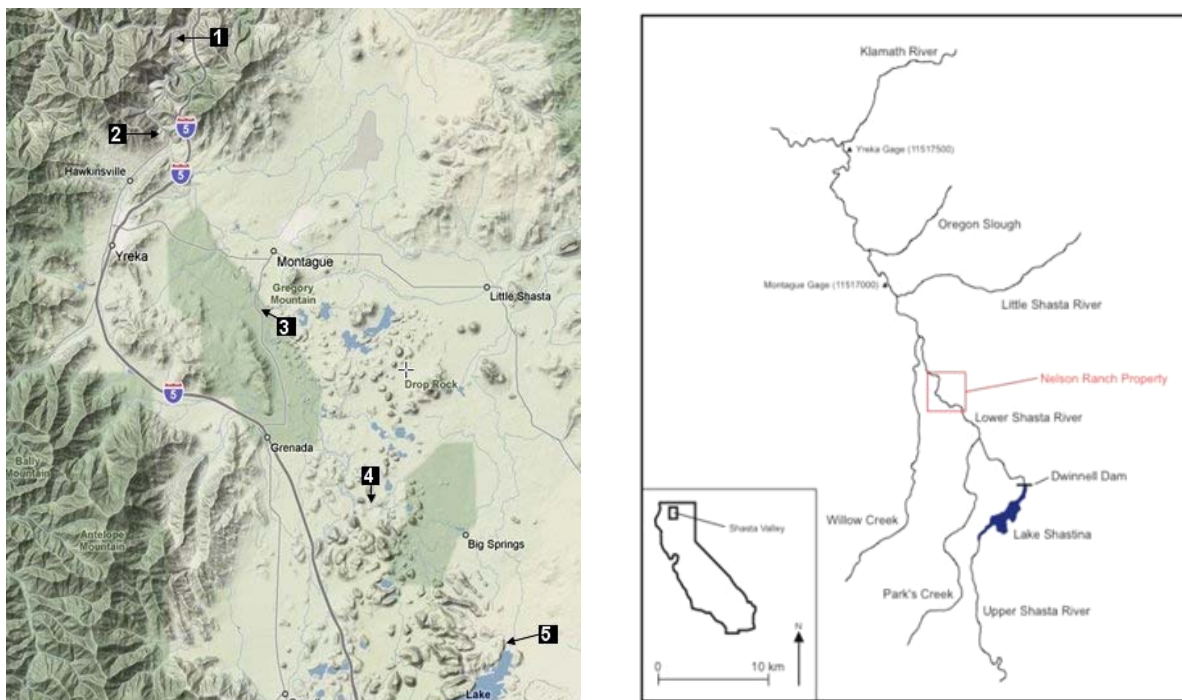 1
2
5
Hawkinsville
5
Yreka
Montague
Little Shasta
Gregory
Mountain
3
Drop Rock
5
Grenada
Bally
Mountain
4
Antelope
Mountain
Big Springs
5
Lake
Klamath River
Yreka Gage (11517500)
Oregon Slough
Montague Gage (11517000)
Little Shasta River
Nelson Ranch Property
Lower Shasta River
Dwinnell Dam
Willow Creek
Lake Shastina
Park's Creek
Upper Shasta River
Shasta Valley
N
0 10 km